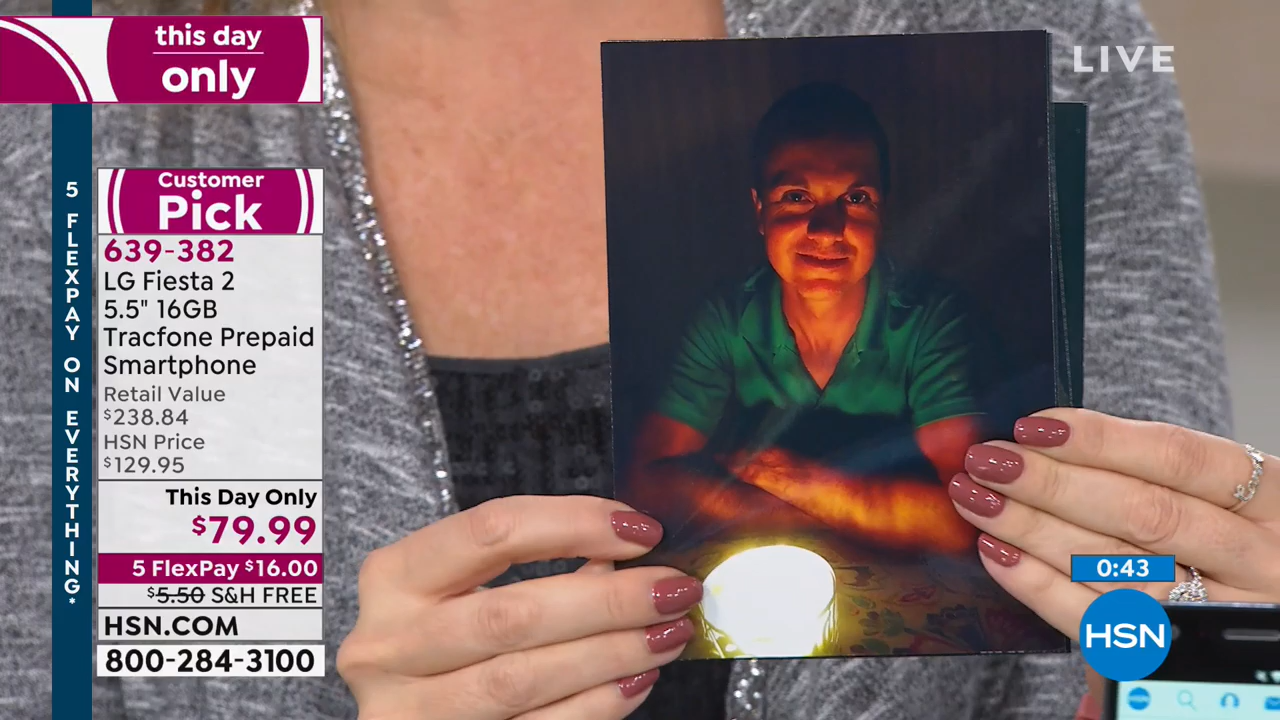 this day
only
LIVE
5 FLEXPAY ON EVERYTHING*
Customer
Pick
639-382
LG Fiesta 2
5.5" 16GB
Tracfone Prepaid
Smartphone
Retail Value
$238.84
HSN Price
$129.95
This Day Only
$79.99
5 FlexPay $16.00
$5.50 S&H FREE
HSN.COM
800-284-3100
0:43
HSN